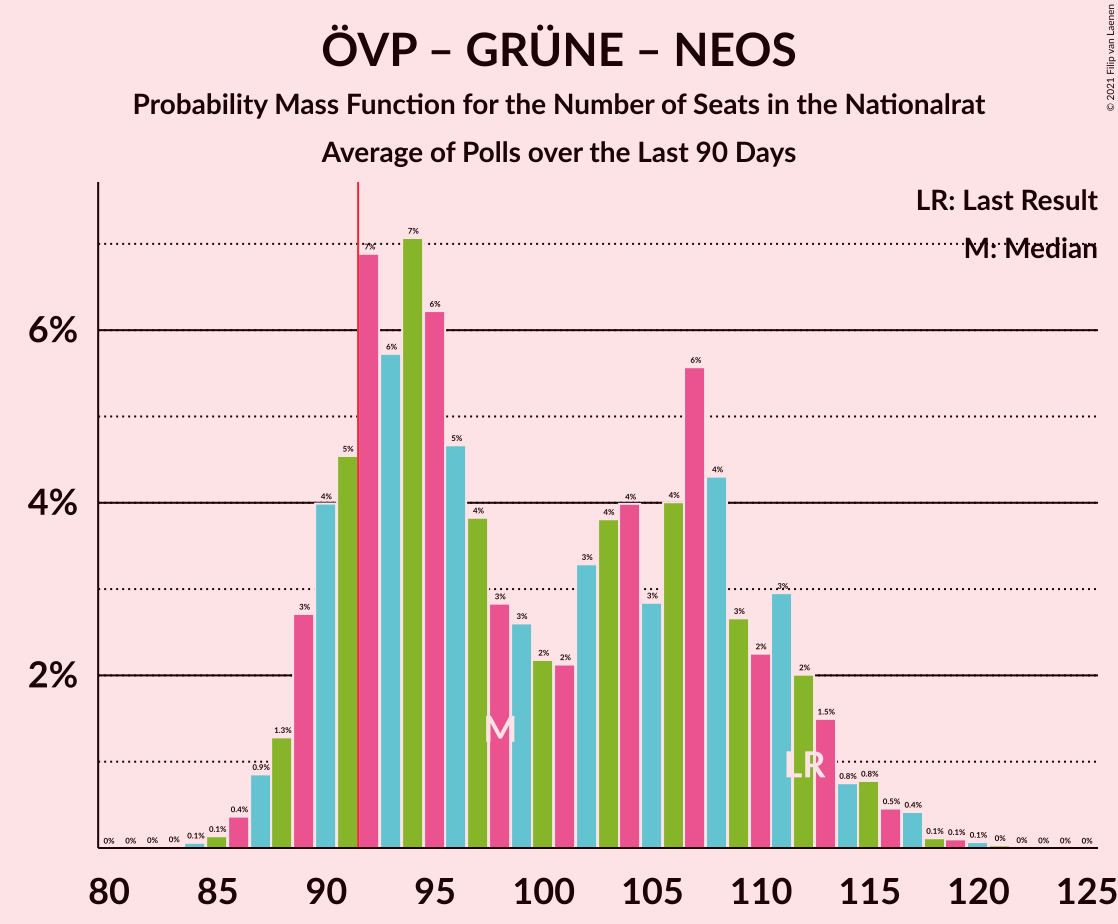 ÖVP – GRÜNE – NEOS
Probability Mass Function for the Number of Seats in the Nationalrat
Average of Polls over the Last 90 Days
© 2021 Filip van Laenen
LR: Last Result
M: Median
6%
4%
2%
0% 0% 0% 0% 0.1% 0.1% 0.4% 0.9% 1.3% 3% 4% 5% 7% 6% 7% 6% 5% 4% 3% 3% 2% 2% 3% 4% 4% 3% 4% 6% 4% 3% 2% 3% 2% 1.5% 0.8% 0.8% 0.5% 0.4% 0.1% 0.1% 0.1% 0% 0% 0% 0% 0%
M
LR
80 85 90 95 100 105 110 115 120 125